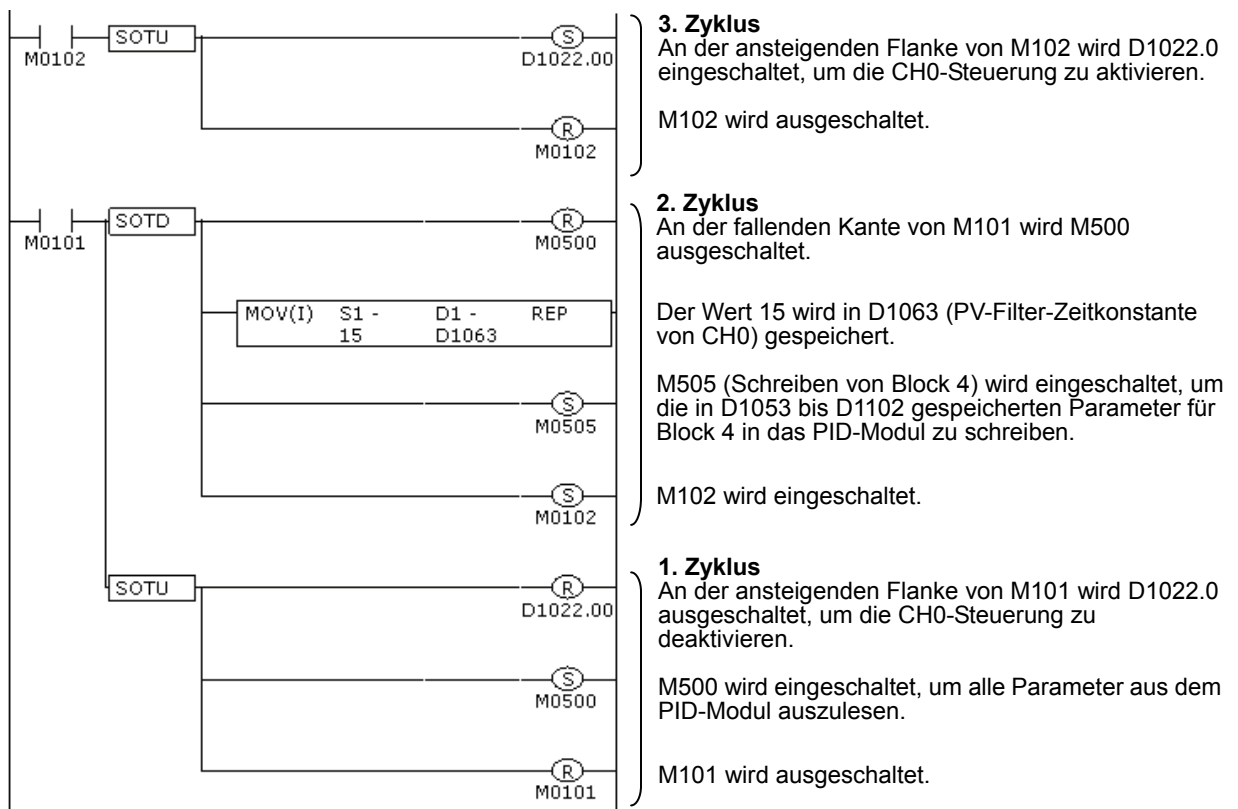 SOTU
M0102
S
D1022.00
R
M0102
3. Zyklus
An der ansteigenden Flanke von M102 wird D1022.0
eingeschaltet, um die CH0-Steuerung zu aktivieren.
M102 wird ausgeschaltet.
SOTD
M0101
R
M0500
MOV(I) S1 - D1 - REP
15 D1063
S
M0505
S
M0102
2. Zyklus
An der fallenden Kante von M101 wird M500
ausgeschaltet.
Der Wert 15 wird in D1063 (PV-Filter-Zeitkonstante
von CH0) gespeichert.
M505 (Schreiben von Block 4) wird eingeschaltet, um
die in D1053 bis D1102 gespeicherten Parameter für
Block 4 in das PID-Modul zu schreiben.
M102 wird eingeschaltet.
SOTU
R
D1022.00
S
M0500
R
M0101
1. Zyklus
An der ansteigenden Flanke von M101 wird D1022.0
ausgeschaltet, um die CH0-Steuerung zu
deaktivieren.
M500 wird eingeschaltet, um alle Parameter aus dem
PID-Modul auszulesen.
M101 wird ausgeschaltet.